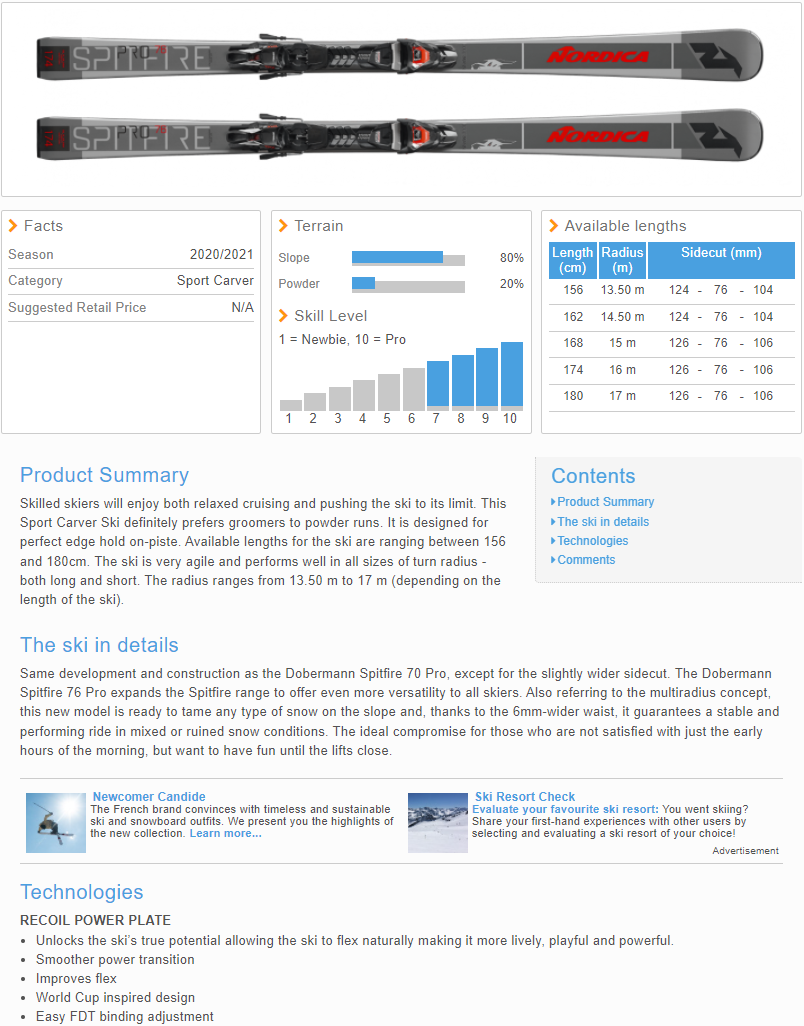 174 SPITFIRE PRO 76 NORDICA
174 SPITFIRE PRO 76 NORDICA
Facts
Season 2020/2021
Category Sport Carver
Suggested Retail Price N/A
Terrain
Slope 80%
Powder 20%
Skill Level
1 = Newbie, 10 = Pro
1 2 3 4 5 6 7 8 9 10
Available lengths
Length (cm) Radius (m) Sidecut (mm)
156 13.50 m 124 - 76 - 104
162 14.50 m 124 - 76 - 104
168 15 m 126 - 76 - 106
174 16 m 126 - 76 - 106
180 17 m 126 - 76 - 106
Product Summary
Skilled skiers will enjoy both relaxed cruising and pushing the ski to its limit. This
Sport Carver Ski definitely prefers groomers to powder runs. It is designed for
perfect edge hold on-piste. Available lengths for the ski are ranging between 156
and 180cm. The ski is very agile and performs well in all sizes of turn radius -
both long and short. The radius ranges from 13.50 m to 17 m (depending on the
length of the ski).
Contents
Product Summary
The ski in details
Technologies
Comments
The ski in details
Same development and construction as the Dobermann Spitfire 70 Pro, except for the slightly wider sidecut. The Dobermann
Spitfire 76 Pro expands the Spitfire range to offer even more versatility to all skiers. Also referring to the multiradius concept,
this new model is ready to tame any type of snow on the slope and, thanks to the 6mm-wider waist, it guarantees a stable and
performing ride in mixed or ruined snow conditions. The ideal compromise for those who are not satisfied with just the early
hours of the morning, but want to have fun until the lifts close.
Newcomer Candide
The French brand convinces with timeless and sustainable
ski and snowboard outfits. We present you the highlights of
the new collection. Learn more...
Ski Resort Check
Evaluate your favourite ski resort: You went skiing?
Share your first-hand experiences with other users by
selecting and evaluating a ski resort of your choice!
Advertisement
Technologies
RECOIL POWER PLATE
• Unlocks the ski's true potential allowing the ski to flex naturally making it more lively, playful and powerful.
• Smoother power transition
• Improves flex
• World Cup inspired design
• Easy FDT binding adjustment